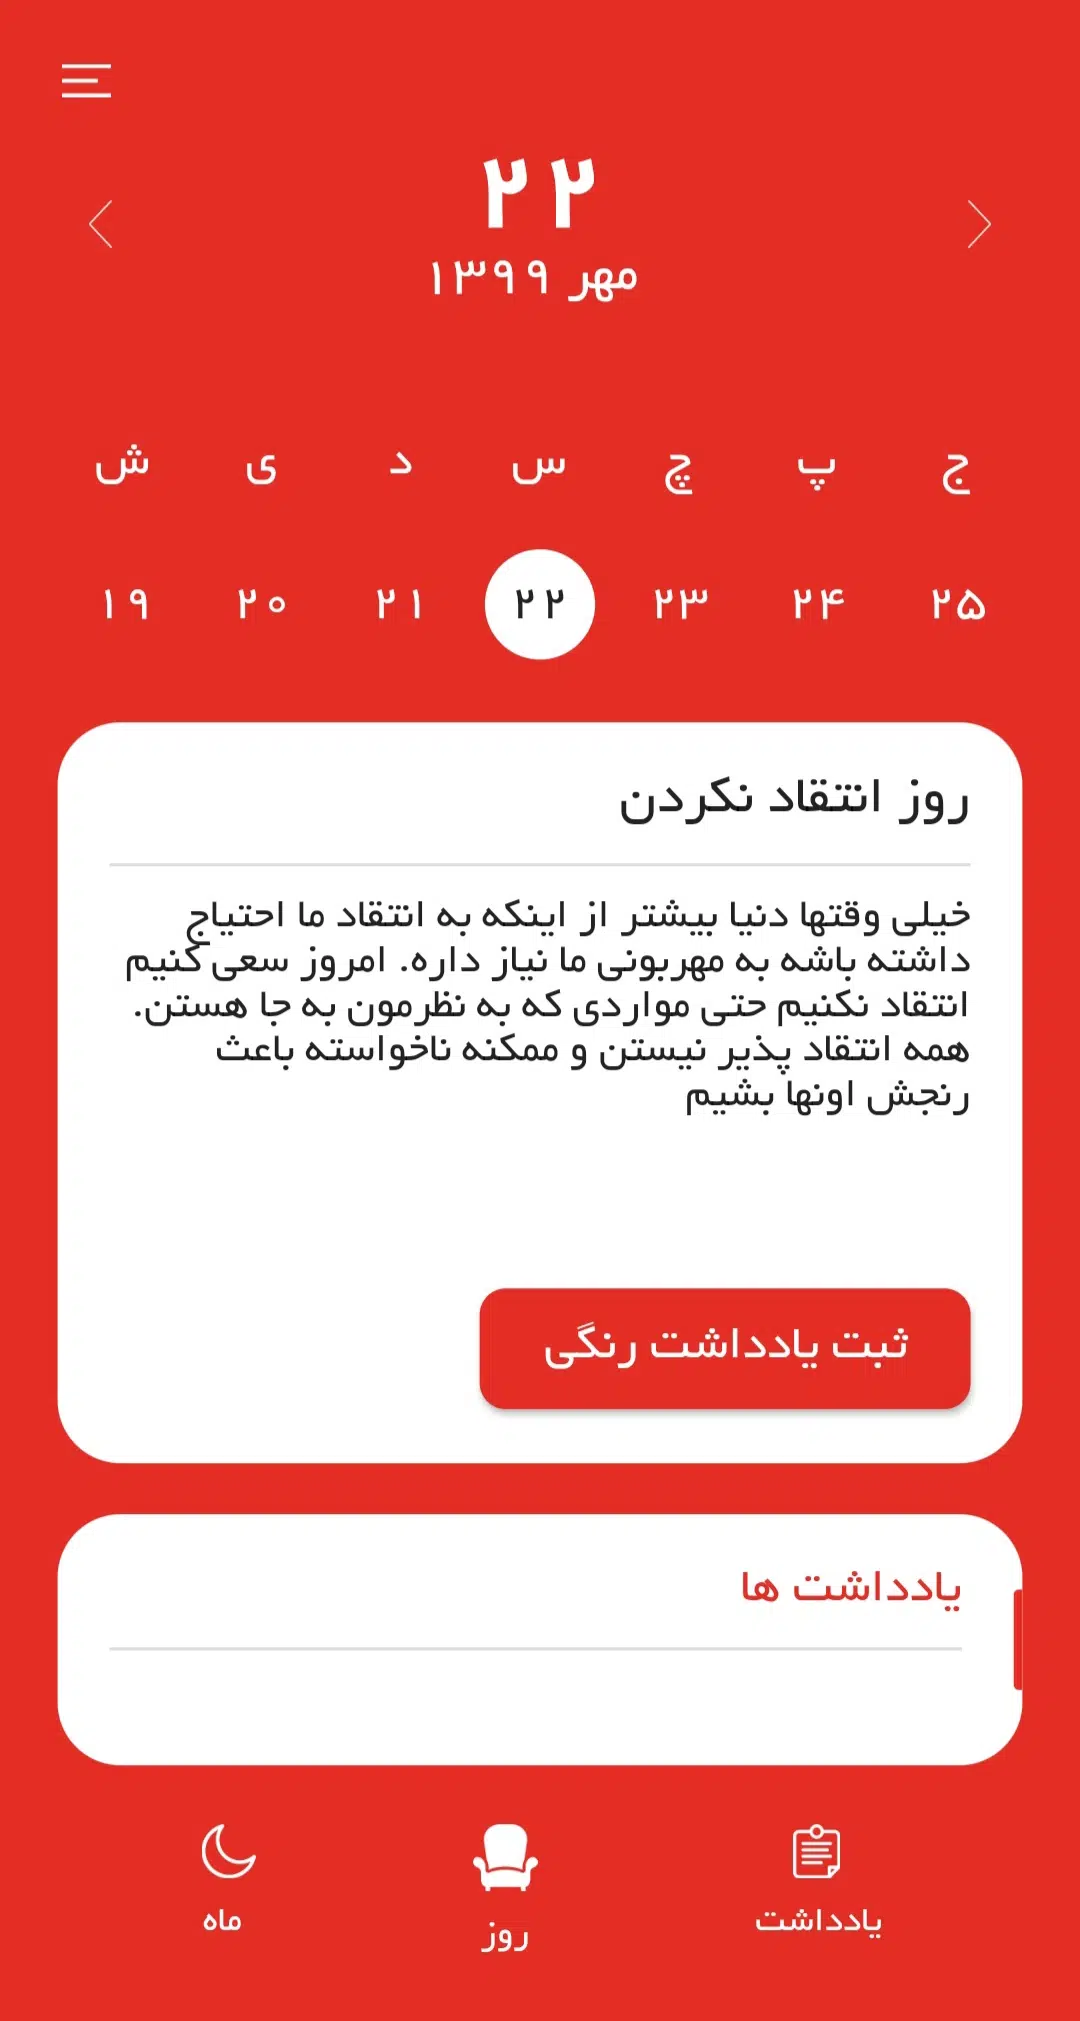 ۲۲
مهر ۱۳۹۹
ش ی د س چ پ ج
۱۹ ۲۰ ۲۱ ۲۲ ۲۳ ۲۴ ۲۵
روز انتقاد نکردن
خیلی وقتها دنیا بیشتر از اینکه به انتقاد ما احتیاج
داشته باشه به مهربونی ما نیاز داره. امروز سعی کنیم
انتقاد نکنیم حتی مواردی که به نظرمون به جا هستن.
همه انتقاد پذیر نیستن و ممکنه ناخواسته باعث
رنجش اونها بشیم
ثبت یادداشت رنگی
یادداشت ها
یادداشت روز ماه